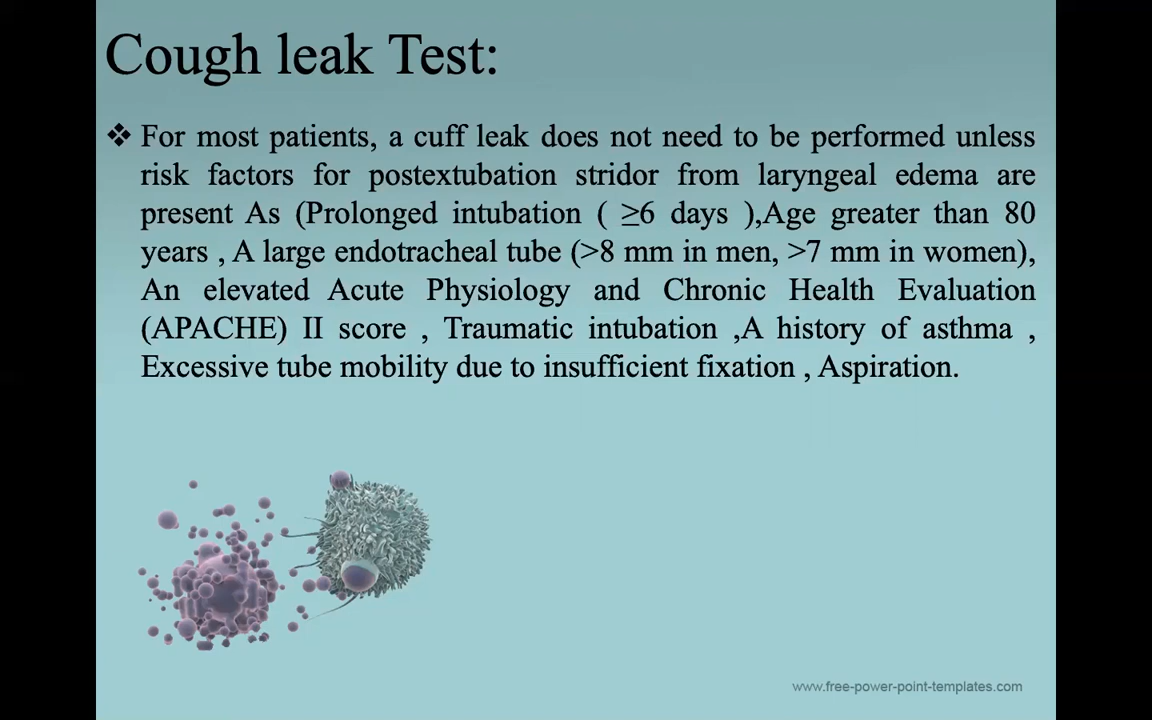 Cough leak Test:
❖ For most patients, a cuff leak does not need to be performed unless
risk factors for postextubation stridor from laryngeal edema are
present As (Prolonged intubation ( ≥6 days ),Age greater than 80
years , A large endotracheal tube (>8 mm in men, >7 mm in women),
An elevated Acute Physiology and Chronic Health Evaluation
(APACHE) II score , Traumatic intubation ,A history of asthma ,
Excessive tube mobility due to insufficient fixation , Aspiration.
www.free-power-point-templates.com